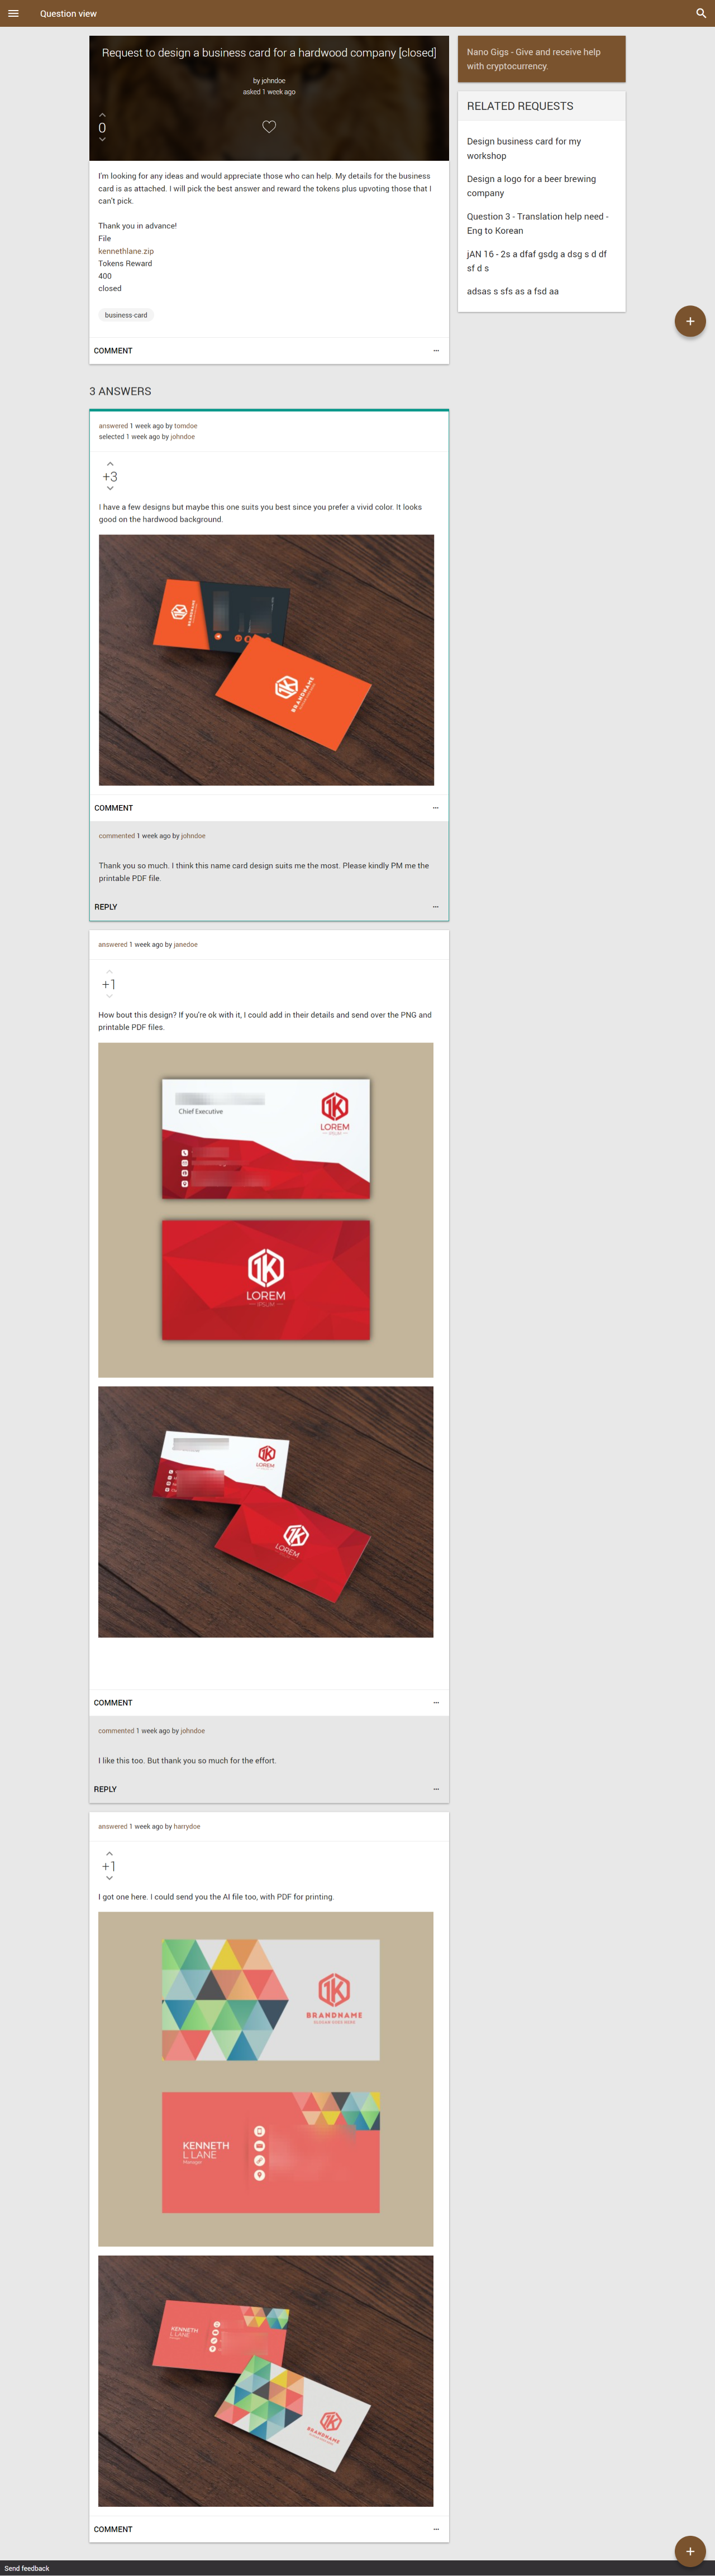 Question view
Request to design a business card for a hardwood company [closed]
by johndoe
asked 1 week ago
0
I'm looking for any ideas and would appreciate those who can help. My details for the business
card is as attached. I will pick the best answer and reward the tokens plus upvoting those that I
can't pick.
Thank you in advance!
File
kennethlane.zip
Tokens Reward
400
closed
business-card
COMMENT
Nano Gigs - Give and receive help
with cryptocurrency.
RELATED REQUESTS
Design business card for my
workshop
Design a logo for a beer brewing
company
Question 3 - Translation help need -
Eng to Korean
jAN 16 - 2s a dfaf gsdg a dsg s d df
sf d s
adsas s sfs as a fsd aa
+
3 ANSWERS
answered 1 week ago by tomdoe
selected 1 week ago by johndoe
+3
I have a few designs but maybe this one suits you best since you prefer a vivid color. It looks
good on the hardwood background.
1K
BRANDNAME
1K
BRANDNAME
COMMENT
commented 1 week ago by johndoe
Thank you so much. I think this name card design suits me the most. Please kindly PM me the
printable PDF file.
REPLY
answered 1 week ago by janedoe
+1
How bout this design? If you're ok with it, I could add in their details and send over the PNG and
printable PDF files.
Chief Executive
1K
LOREM
IPSUM
1K
LOREM
IPSUM
1K
LOREM
1K
LOREM
COMMENT
commented 1 week ago by johndoe
I like this too. But thank you so much for the effort.
REPLY
answered 1 week ago by harrydoe
+1
I got one here. I could send you the AI file too, with PDF for printing.
1K
BRANDNAME
SLOGAN GOES HERE
KENNETH
L LANE
Manager
KENNETH
L LANE
1K
BRANDNAME
COMMENT
+
Send feedback